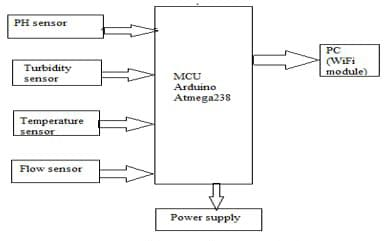 PH sensor
Turbidity
sensor
Temperature
sensor
Flow sensor
MCU
Arduino
Atmega238
PC
(WiFi
module)
Power supply